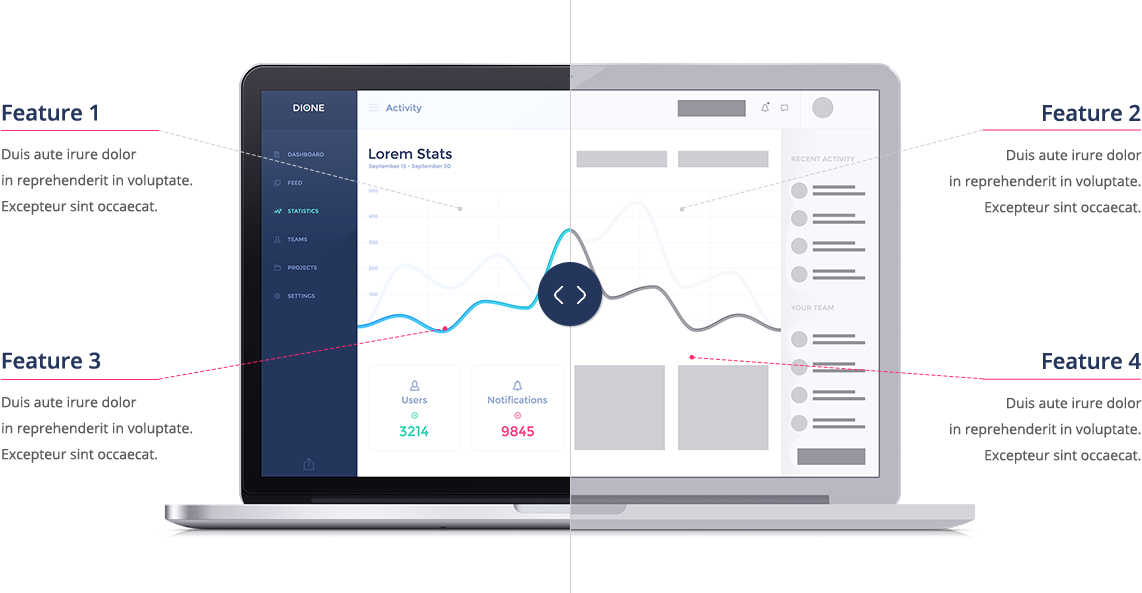 Feature 1
Duis aute irure dolor
in reprehenderit in voluptate.
Excepteur sint occaecat.
Feature 3
Duis aute irure dolor
in reprehenderit in voluptate.
Excepteur sint occaecat.
DIONE
DASHBOARD
FEED
STATISTICS
TEAMS
PROJECTS
SETTINGS
Activity
Lorem Stats
September 15 - September 30
500
400
300
200
100
Users
3214
Notifications
9845
RECENT ACTIVITY
YOUR TEAM
Feature 2
Duis aute irure dolor
in reprehenderit in voluptate.
Excepteur sint occaecat.
Feature 4
Duis aute irure dolor
in reprehenderit in voluptate.
Excepteur sint occaecat.